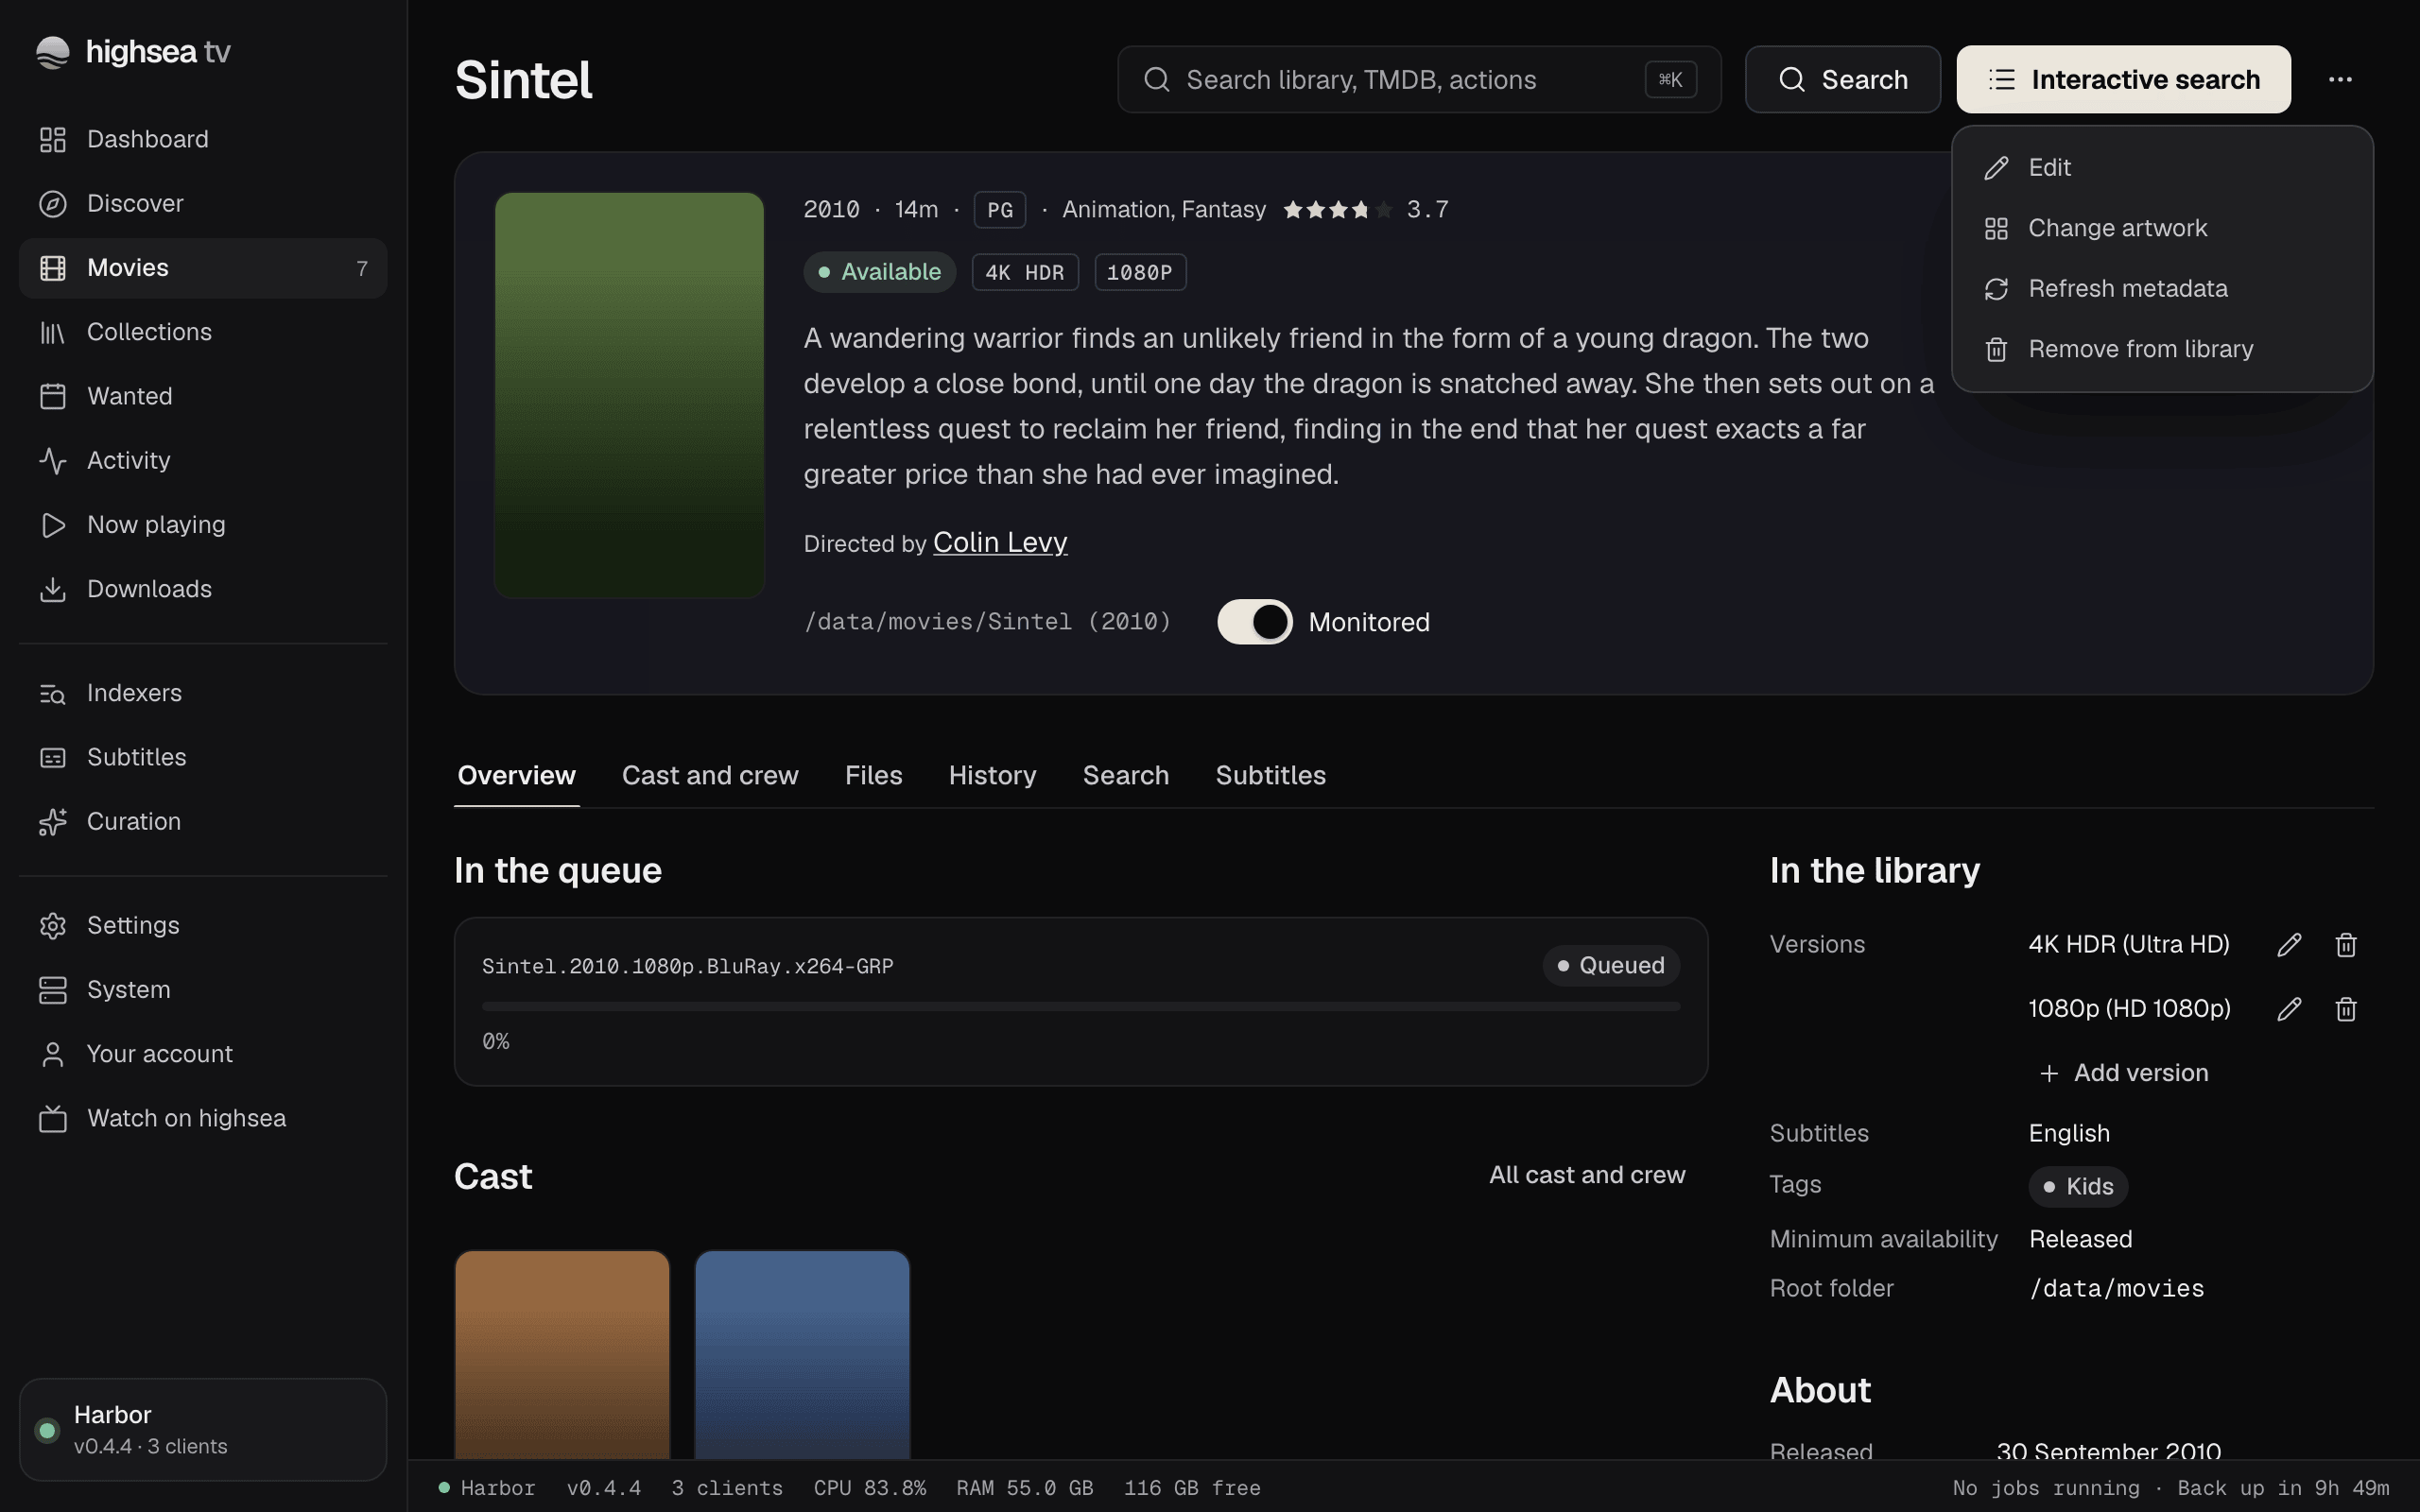 highsea tv
Dashboard
Discover
Movies 7
Collections
Wanted
Activity
Now playing
Downloads
Indexers
Subtitles
Curation
Settings
System
Your account
Watch on highsea
Harbor
v0.4.4 · 3 clients
Sintel
Search library, TMDB, actions ⌘K
Search
Interactive search
Edit
Change artwork
Refresh metadata
Remove from library
2010 · 14m · PG · Animation, Fantasy 3.7
Available 4K HDR 1080P
A wandering warrior finds an unlikely friend in the form of a young dragon. The two
develop a close bond, until one day the dragon is snatched away. She then sets out on a
relentless quest to reclaim her friend, finding in the end that her quest exacts a far
greater price than she had ever imagined.
Directed by Colin Levy
/data/movies/Sintel (2010) Monitored
Overview Cast and crew Files History Search Subtitles
In the queue
Sintel.2010.1080p.BluRay.x264-GRP Queued
0%
Cast All cast and crew
In the library
Versions 4K HDR (Ultra HD)
1080p (HD 1080p)
Add version
Subtitles English
Tags Kids
Minimum availability Released
Root folder /data/movies
About
Released 30 September 2010
Harbor v0.4.4 3 clients CPU 83.8% RAM 55.0 GB 116 GB free
No jobs running · Back up in 9h 49m